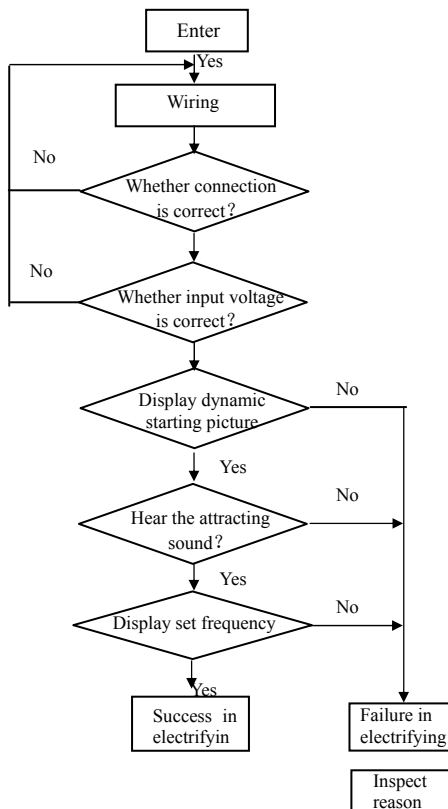 Enter
Yes
Wiring
No
Whether connection
is correct?
No
Whether input voltage
is correct?
Display dynamic
starting picture
No
Yes
Hear the attracting
sound?
No
Yes
Display set frequency
No
Yes
Success in
electrifyin
Failure in
electrifying
Inspect
reason